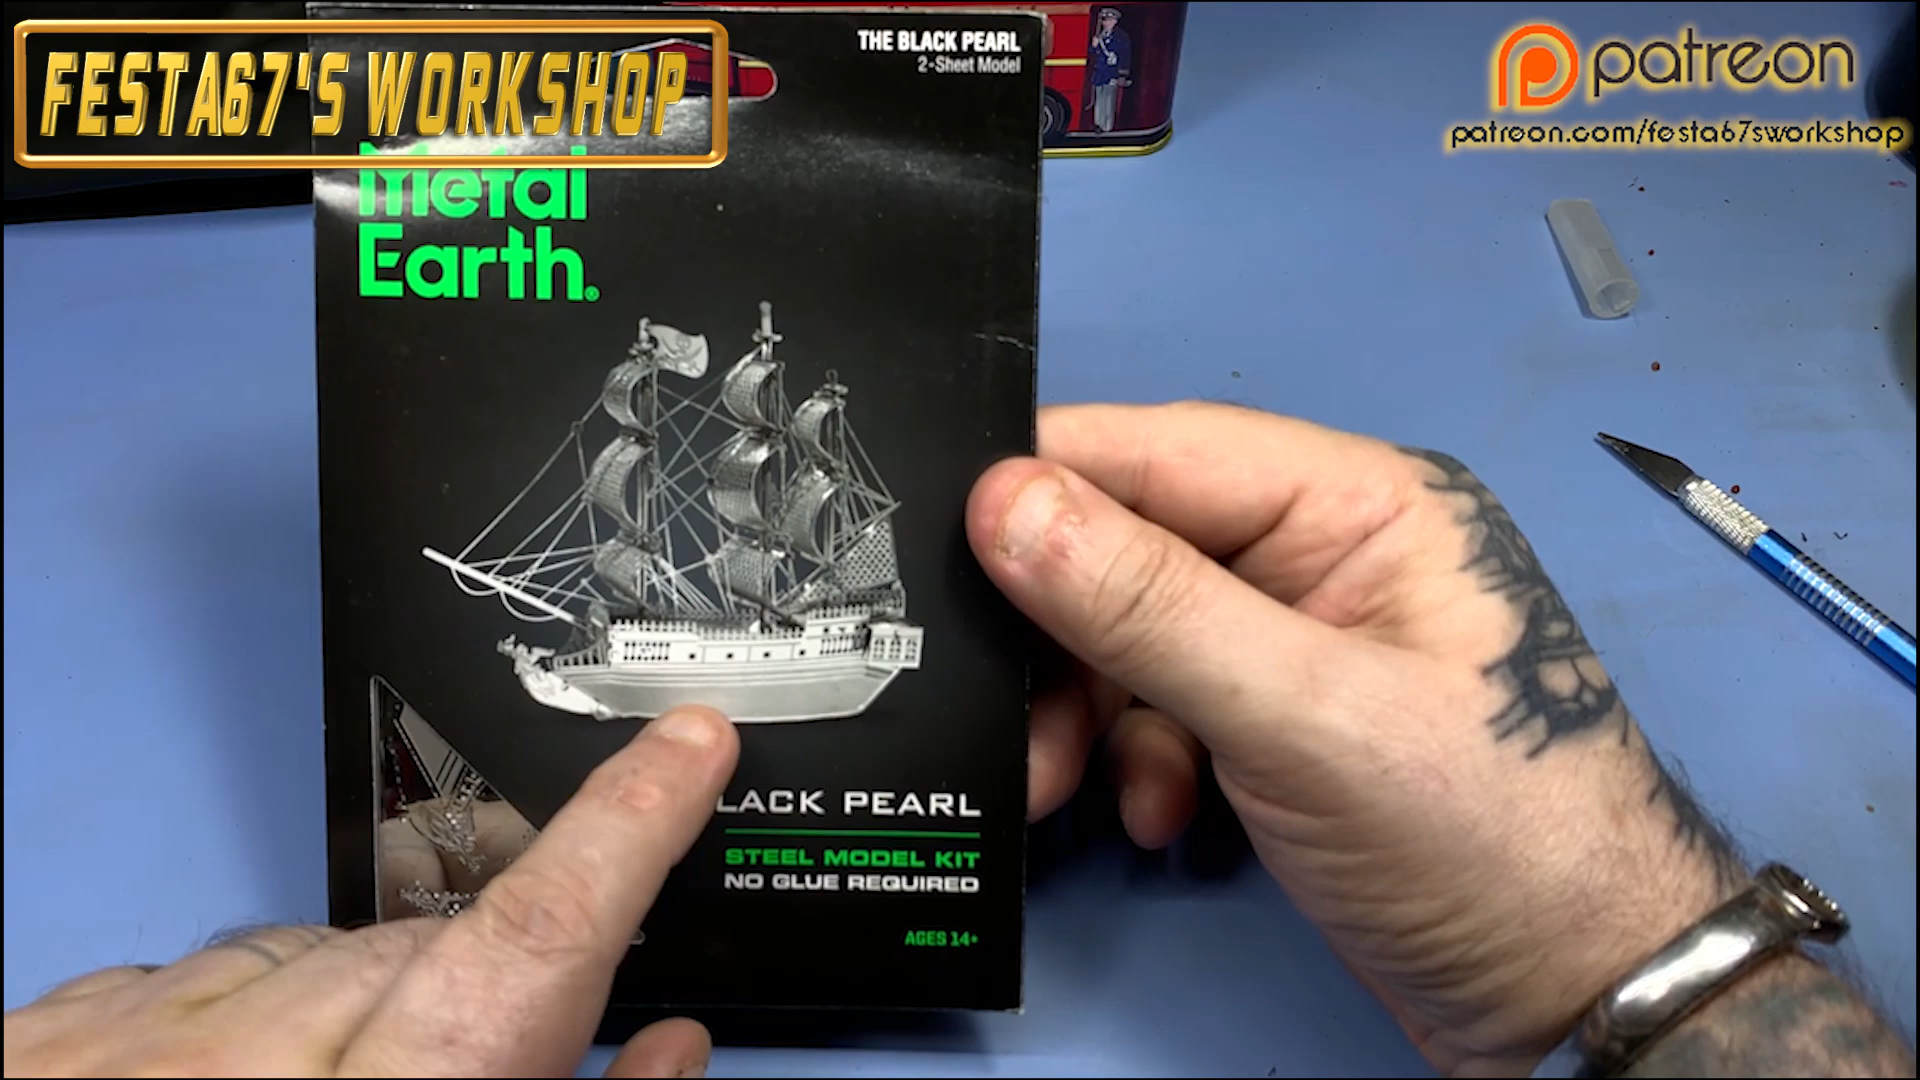 FESTA67'S WORKSHOP
THE BLACK PEARL
2-Sheet Model
patreon
patreon.com/festa67sworkshop
Metal
Earth®
LACK PEARL
STEEL MODEL KIT
NO GLUE REQUIRED
AGES 14+